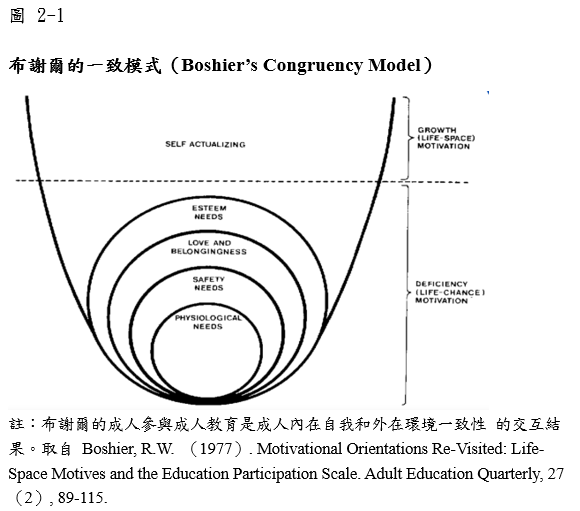 圖 2-1
布謝爾的一致模式（Boshier’s Congruency Model）
SELF ACTUALIZING
GROWTH
(LIFE-SPACE)
MOTIVATION
ESTEEM
NEEDS
LOVE AND
BELONGINGNESS
SAFETY
NEEDS
PHYSIOLOGICAL
NEEDS
DEFICIENCY
(LIFE-CHANCE)
MOTIVATION
註：布謝爾的成人參與成人教育是成人內在自我和外在環境一致性 的交互結
果。取自 Boshier, R.W. （1977）. Motivational Orientations Re-Visited: Life-
Space Motives and the Education Participation Scale. Adult Education Quarterly, 27
（2）, 89-115.